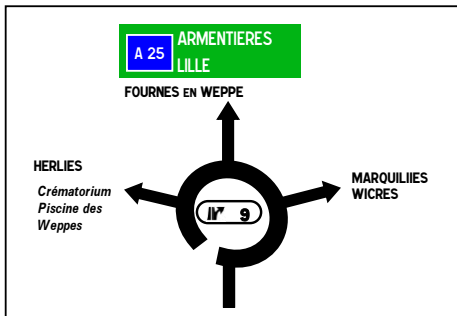 A 25
ARMENTIERES
LILLE
FOURNES EN WEPPE
HERLIES
Crématorium
Piscine des
Weppes
MARQUILIIES
WICRES
9